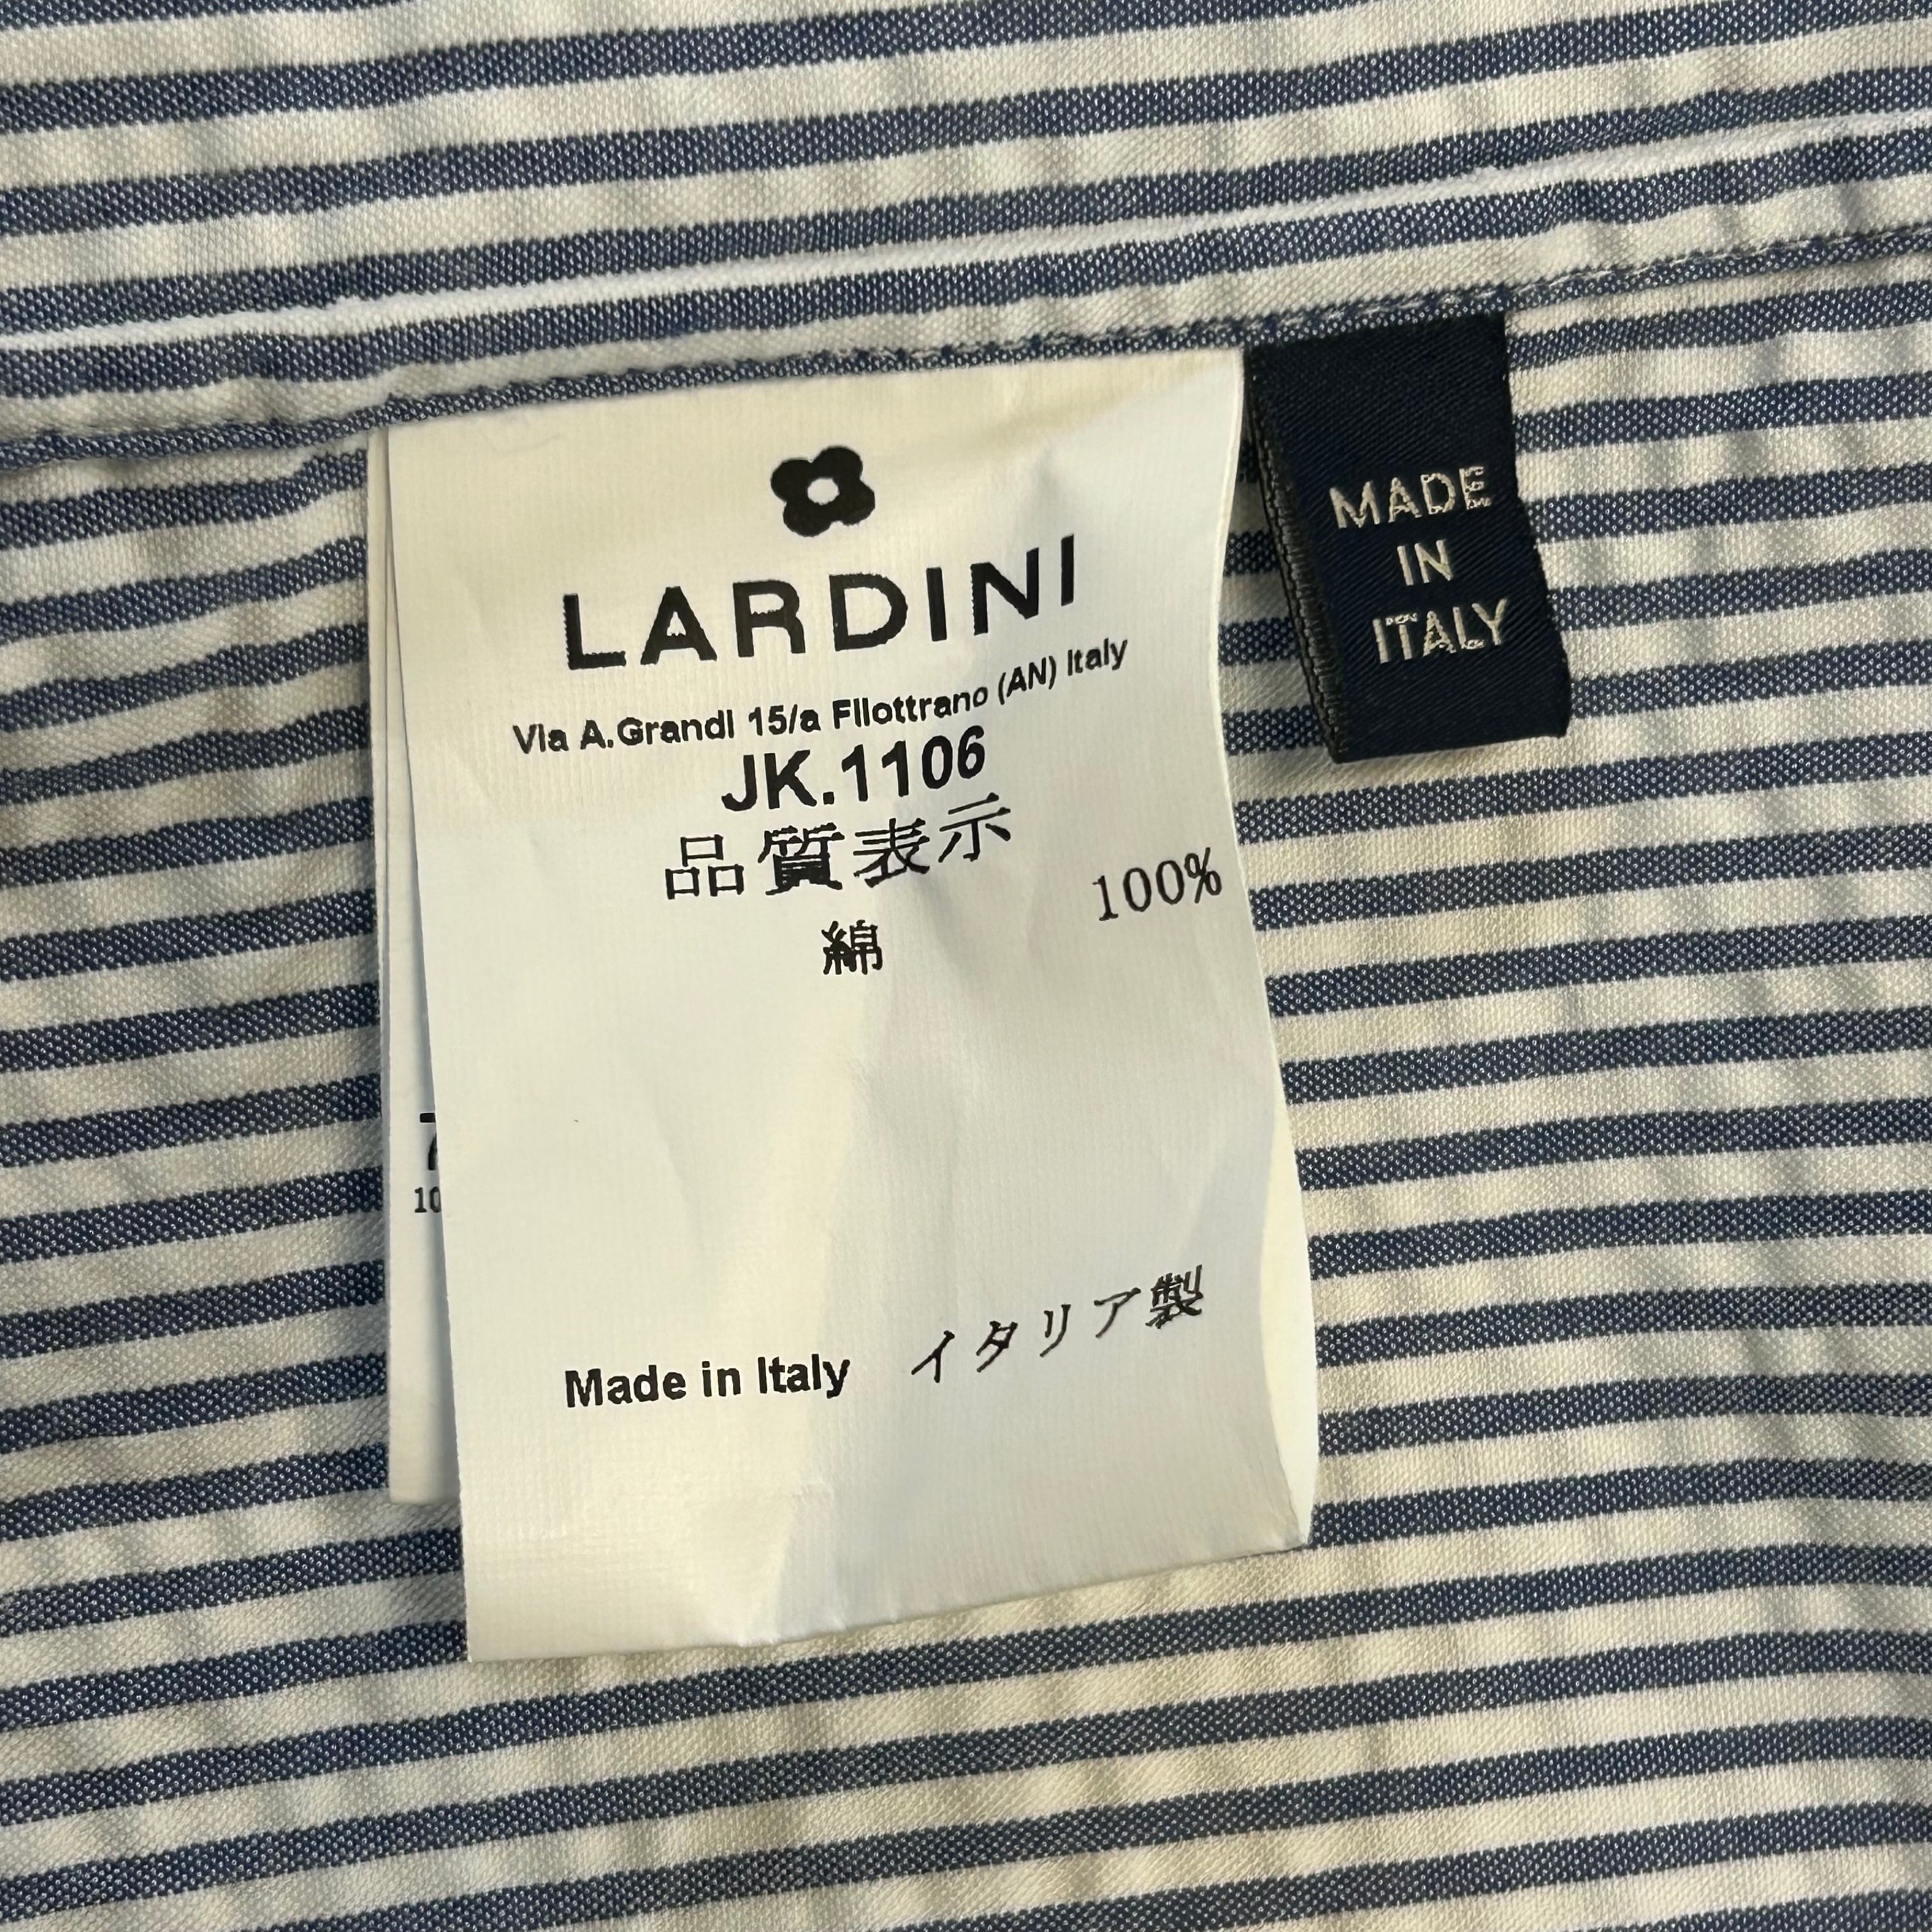 LARDINI
Via A.Grandi 15/a Filottrano (AN) Italy
JK.1106
品質表示
綿 100%
Made in Italy イタリア製
MADE
IN
ITALY
10